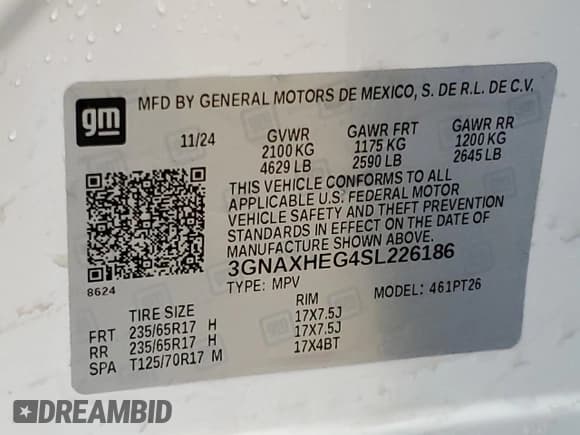 gm
MFD BY GENERAL MOTORS DE MEXICO, S. DE R.L. DE C.V.
11/24 GVWR GAWR FRT GAWR RR
2100 KG 1175 KG 1200 KG
4629 LB 2590 LB 2645 LB
THIS VEHICLE CONFORMS TO ALL
APPLICABLE U.S. FEDERAL MOTOR
VEHICLE SAFETY AND THEFT PREVENTION
STANDARDS IN EFFECT ON THE DATE OF
MANUFACTURE SHOWN ABOVE.
3GNAXHEG4SL226186
8624
TYPE: MPV MODEL: 461PT26
TIRE SIZE RIM
FRT 235/65R17 H 17X7.5J
RR 235/65R17 H 17X7.5J
SPA T125/70R17 M 17X4BT
DREAMBID